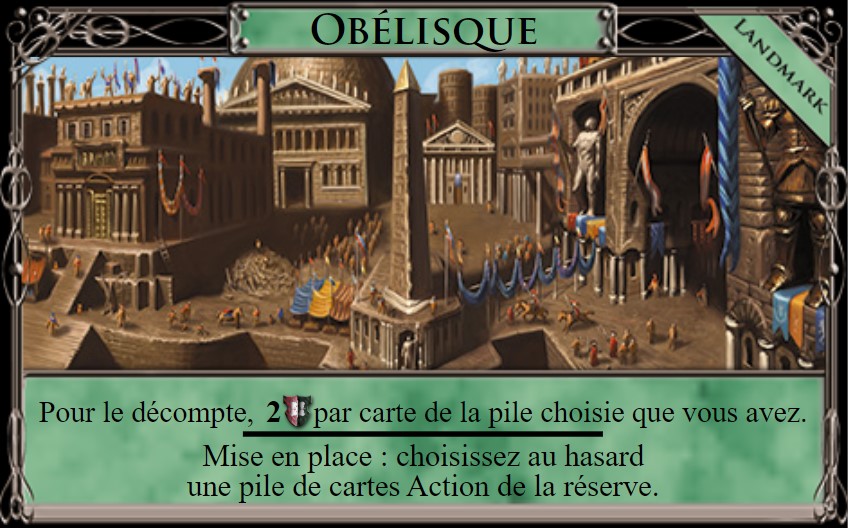 OBÉLISQUE
LANDMARK
Pour le décompte, 2 par carte de la pile choisie que vous avez.
Mise en place : choisissez au hasard
une pile de cartes Action de la réserve.